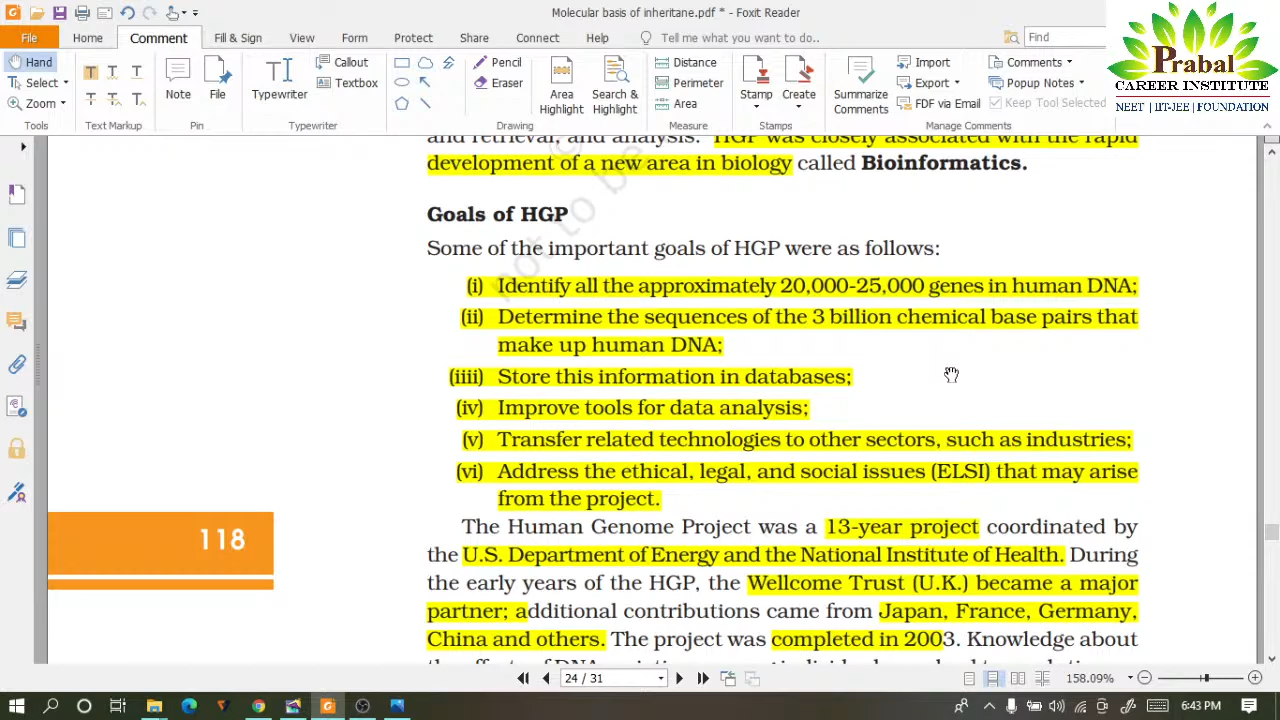 Molecular basis of inheritane.pdf * - Foxit Reader
File Home Comment Fill & Sign View Form Protect Share Connect Help Tell me what you want to do.. Find
Prabal
CAREER INSTITUTE
NEET | IIT-JEE | FOUNDATION
Hand
Select
Zoom
Tools
Text Markup
Note
File
Pin
Typewriter
Callout
Textbox
Typewriter
Pencil
Eraser
Area Highlight
Search & Highlight
Drawing
Distance
Perimeter
Area
Measure
Stamp
Create
Stamps
Summarize Comments
Import
Export
FDF via Email
Comments
Popup Notes
Keep Tool Selected
Manage Comments
and retrieval, and analysis. HGP was closely associated with the rapid
development of a new area in biology called Bioinformatics.
not to be
Goals of HGP
Some of the important goals of HGP were as follows:
(i) Identify all the approximately 20,000-25,000 genes in human DNA;
(ii) Determine the sequences of the 3 billion chemical base pairs that
make up human DNA;
(iiii) Store this information in databases;
(iv) Improve tools for data analysis;
(v) Transfer related technologies to other sectors, such as industries;
(vi) Address the ethical, legal, and social issues (ELSI) that may arise
from the project.
The Human Genome Project was a 13-year project coordinated by
the U.S. Department of Energy and the National Institute of Health. During
the early years of the HGP, the Wellcome Trust (U.K.) became a major
partner; additional contributions came from Japan, France, Germany,
China and others. The project was completed in 2003. Knowledge about
118
24 / 31
158.09%
6:43 PM